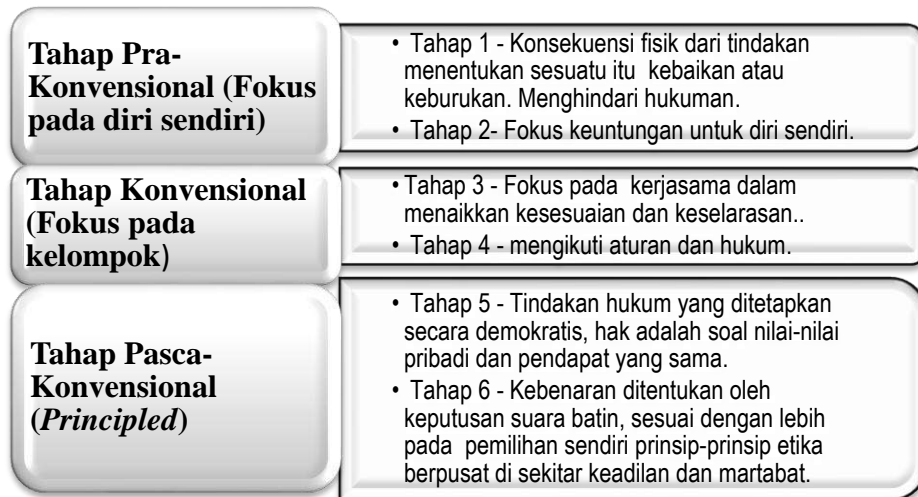 Tahap Pra-
Konvensional (Fokus
pada diri sendiri)
• Tahap 1 - Konsekuensi fisik dari tindakan
menentukan sesuatu itu kebaikan atau
keburukan. Menghindari hukuman.
• Tahap 2- Fokus keuntungan untuk diri sendiri.
Tahap Konvensional
(Fokus pada
kelompok)
• Tahap 3 - Fokus pada kerjasama dalam
menaikkan kesesuaian dan keselarasan..
• Tahap 4 - mengikuti aturan dan hukum.
Tahap Pasca-
Konvensional
(Principled)
• Tahap 5 - Tindakan hukum yang ditetapkan
secara demokratis, hak adalah soal nilai-nilai
pribadi dan pendapat yang sama.
• Tahap 6 - Kebenaran ditentukan oleh
keputusan suara batin, sesuai dengan lebih
pada pemilihan sendiri prinsip-prinsip etika
berpusat di sekitar keadilan dan martabat.